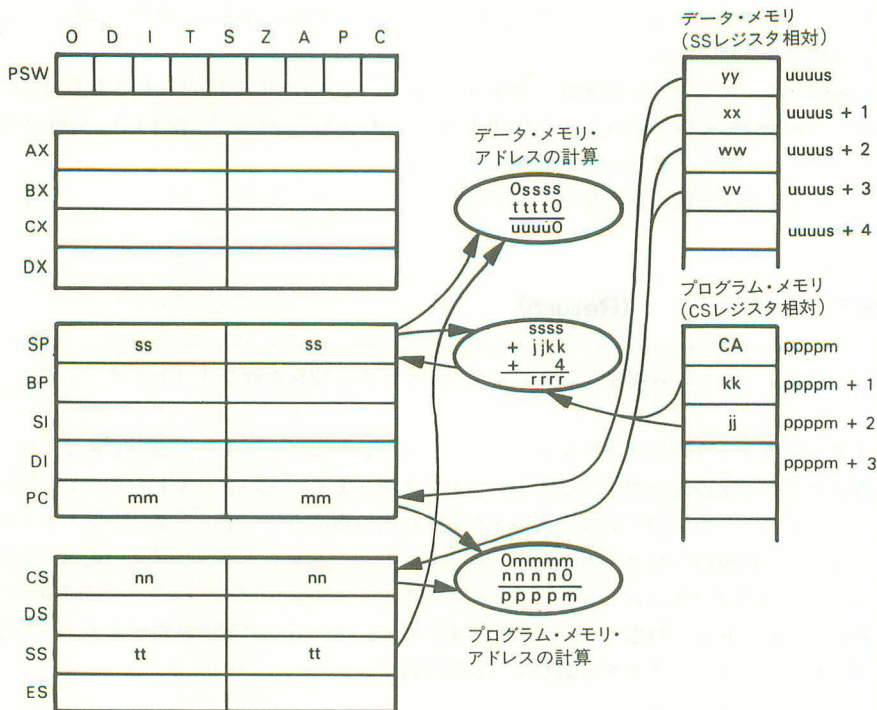 O D I T S Z A P C
PSW
AX
BX
CX
DX
SP ss ss
BP
SI
DI
PC mm mm
CS nn nn
DS
SS tt tt
ES
データ・メモリ・
アドレスの計算
0ssss
tttt0
uuuu0
ssss
+ jjkk
+ 4
rrrr
0mmmm
nnnn0
ppppm
プログラム・メモリ・
アドレスの計算
データ・メモリ
(SSレジスタ相対)
yy uuuus
xx uuuus + 1
ww uuuus + 2
vv uuuus + 3
uuuus + 4
プログラム・メモリ
(CSレジスタ相対)
CA ppppm
kk ppppm + 1
jj ppppm + 2
ppppm + 3